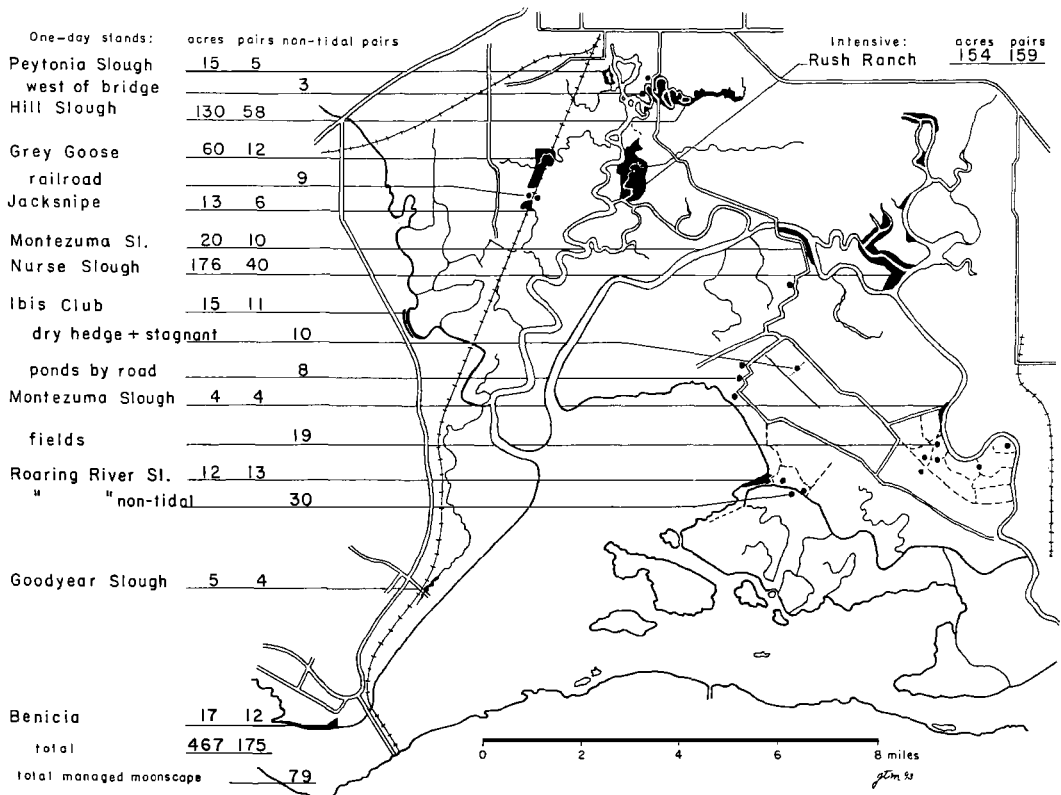 One-day stands: acres pairs non-tidal pairs
Peytonia Slough 15 5
west of bridge 3
Hill Slough 130 58
Grey Goose 60 12
railroad 9
Jacksnipe 13 6
Montezuma Sl. 20 10
Nurse Slough 176 40
Ibis Club 15 11
dry hedge + stagnant 10
ponds by road 8
Montezuma Slough 4 4
fields 19
Roaring River Sl. 12 13
" " non-tidal 30
Goodyear Slough 5 4
Benicia 17 12
total 467 175
total managed moonscape 79
Intensive: acres pairs
Rush Ranch 154 159
0 2 4 6 8 miles
gtm 93